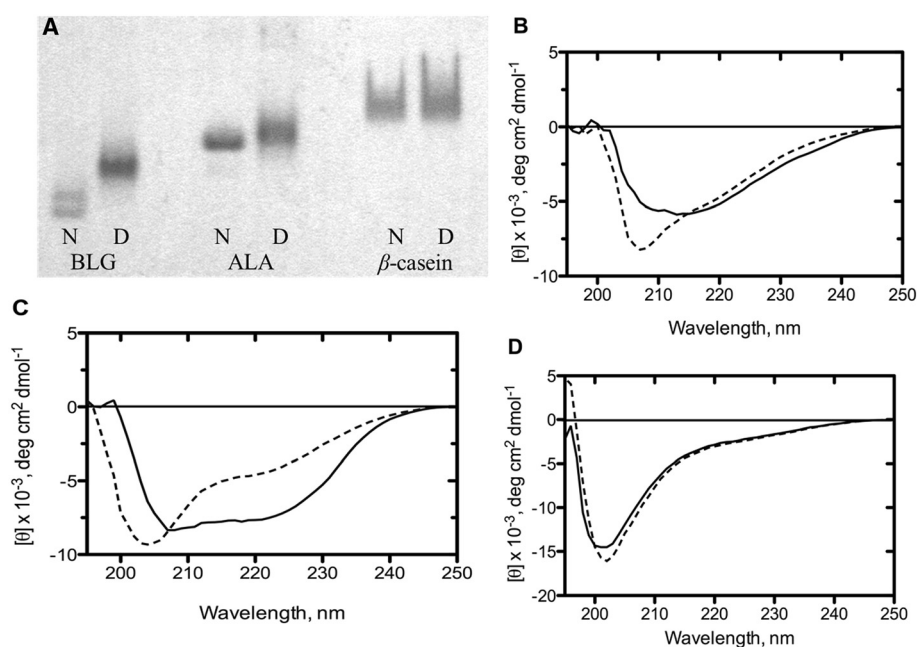 A
N D N D N D
BLG ALA β-casein
B
5
0
-5
-10
[θ] x 10-3, deg cm2 dmol-1
200 210 220 230 240 250
Wavelength, nm
C
5
0
-5
-10
[θ] x 10-3, deg cm2 dmol-1
200 210 220 230 240 250
Wavelength, nm
D
5
0
-5
-10
-15
-20
[θ] x 10-3, deg cm2 dmol-1
200 210 220 230 240 250
Wavelength, nm